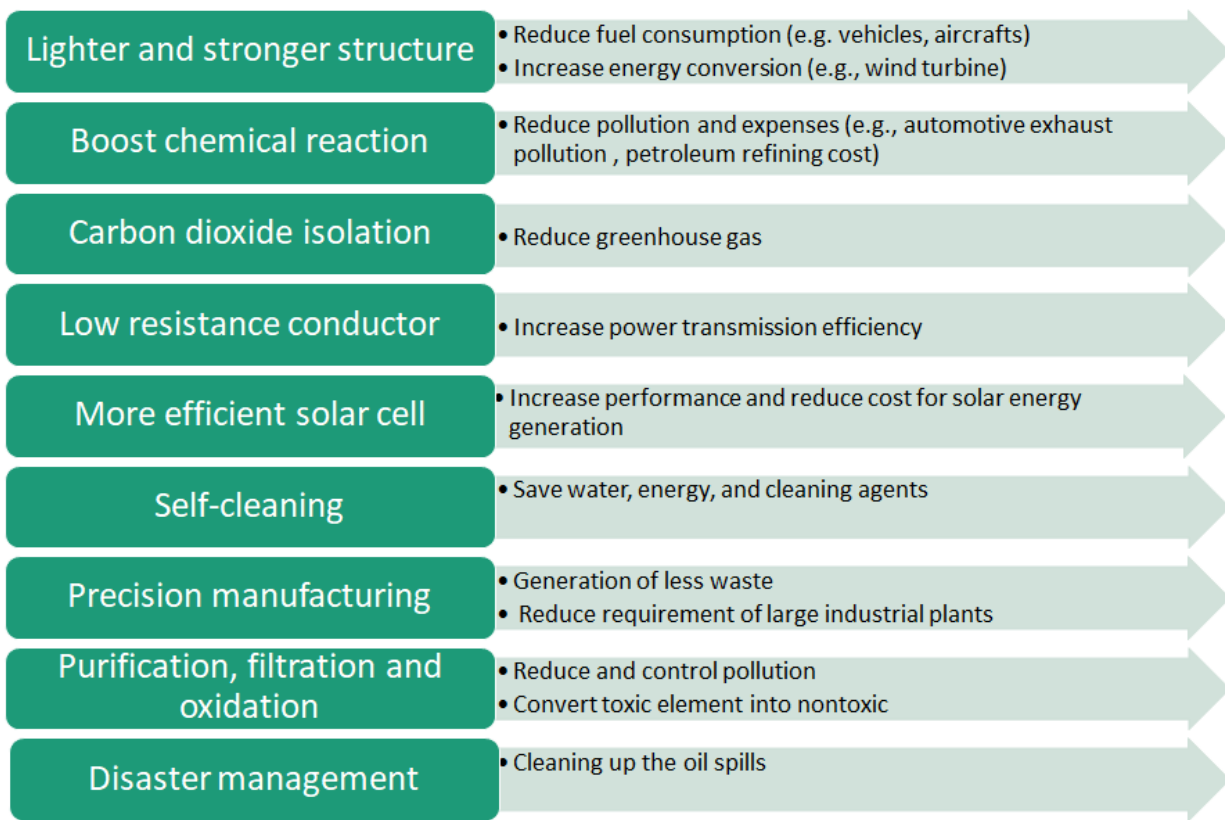 Lighter and stronger structure
• Reduce fuel consumption (e.g. vehicles, aircrafts)
• Increase energy conversion (e.g., wind turbine)
Boost chemical reaction
• Reduce pollution and expenses (e.g., automotive exhaust
pollution , petroleum refining cost)
Carbon dioxide isolation
• Reduce greenhouse gas
Low resistance conductor
• Increase power transmission efficiency
More efficient solar cell
• Increase performance and reduce cost for solar energy
generation
Self-cleaning
• Save water, energy, and cleaning agents
Precision manufacturing
• Generation of less waste
• Reduce requirement of large industrial plants
Purification, filtration and
oxidation
• Reduce and control pollution
• Convert toxic element into nontoxic
Disaster management
• Cleaning up the oil spills